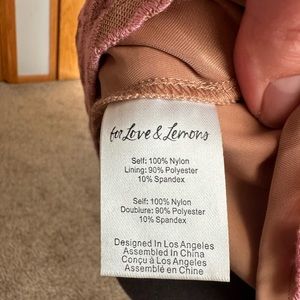 for Love & Lemons
Self: 100% Nylon
Lining: 90% Polyester
10% Spandex
Self: 100% Nylon
Doublure: 90% Polyester
10% Spandex
Designed In Los Angeles
Assembled In China
Conçu à Los Angeles
Assemblé en Chine